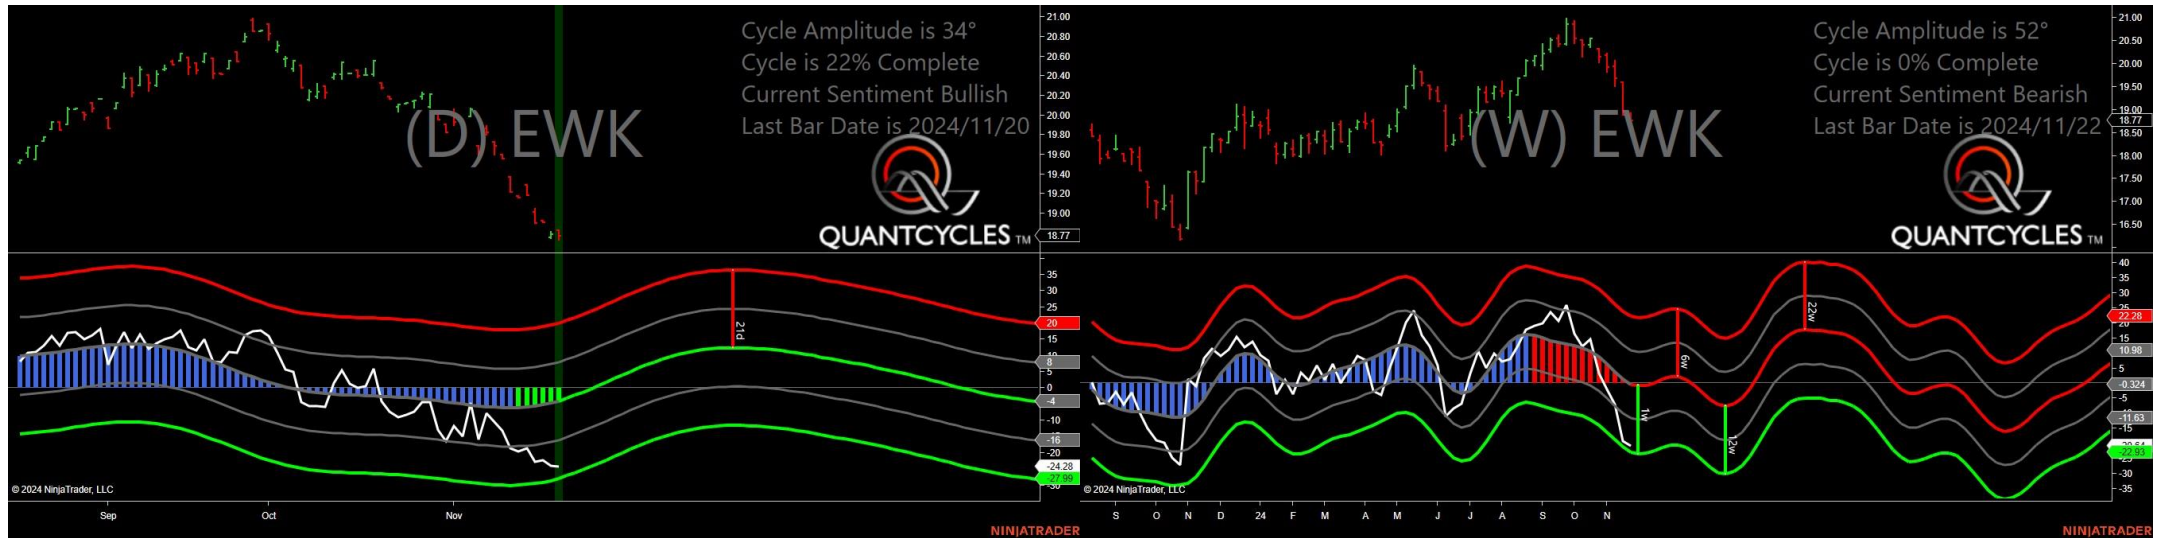 Cycle Amplitude is 34°
Cycle is 22% Complete
Current Sentiment Bullish
Last Bar Date is 2024/11/20
(D) EWK
QUANTCYCLES TM
21.00
20.80
20.60
20.40
20.20
20.00
19.80
19.60
19.40
19.20
19.00
18.77
35
30
25
20
8
5
0
-4
-10
-16
-20
-24.28
-27.99
-30
21d
© 2024 NinjaTrader, LLC
Sep
Oct
Nov
NINJATRADER
Cycle Amplitude is 52°
Cycle is 0% Complete
Current Sentiment Bearish
Last Bar Date is 2024/11/22
(W) EWK
QUANTCYCLES TM
21.00
20.50
20.00
19.50
19.00
18.77
18.50
18.00
17.50
17.00
16.50
40
35
30
25
22.28
20
15
10.98
5
-0.324
-5
-11.63
-15
-22.93
-30
-35
1w
6w
12w
22w
© 2024 NinjaTrader, LLC
S O N D 24 F M A M J J A S O N
NINJATRADER